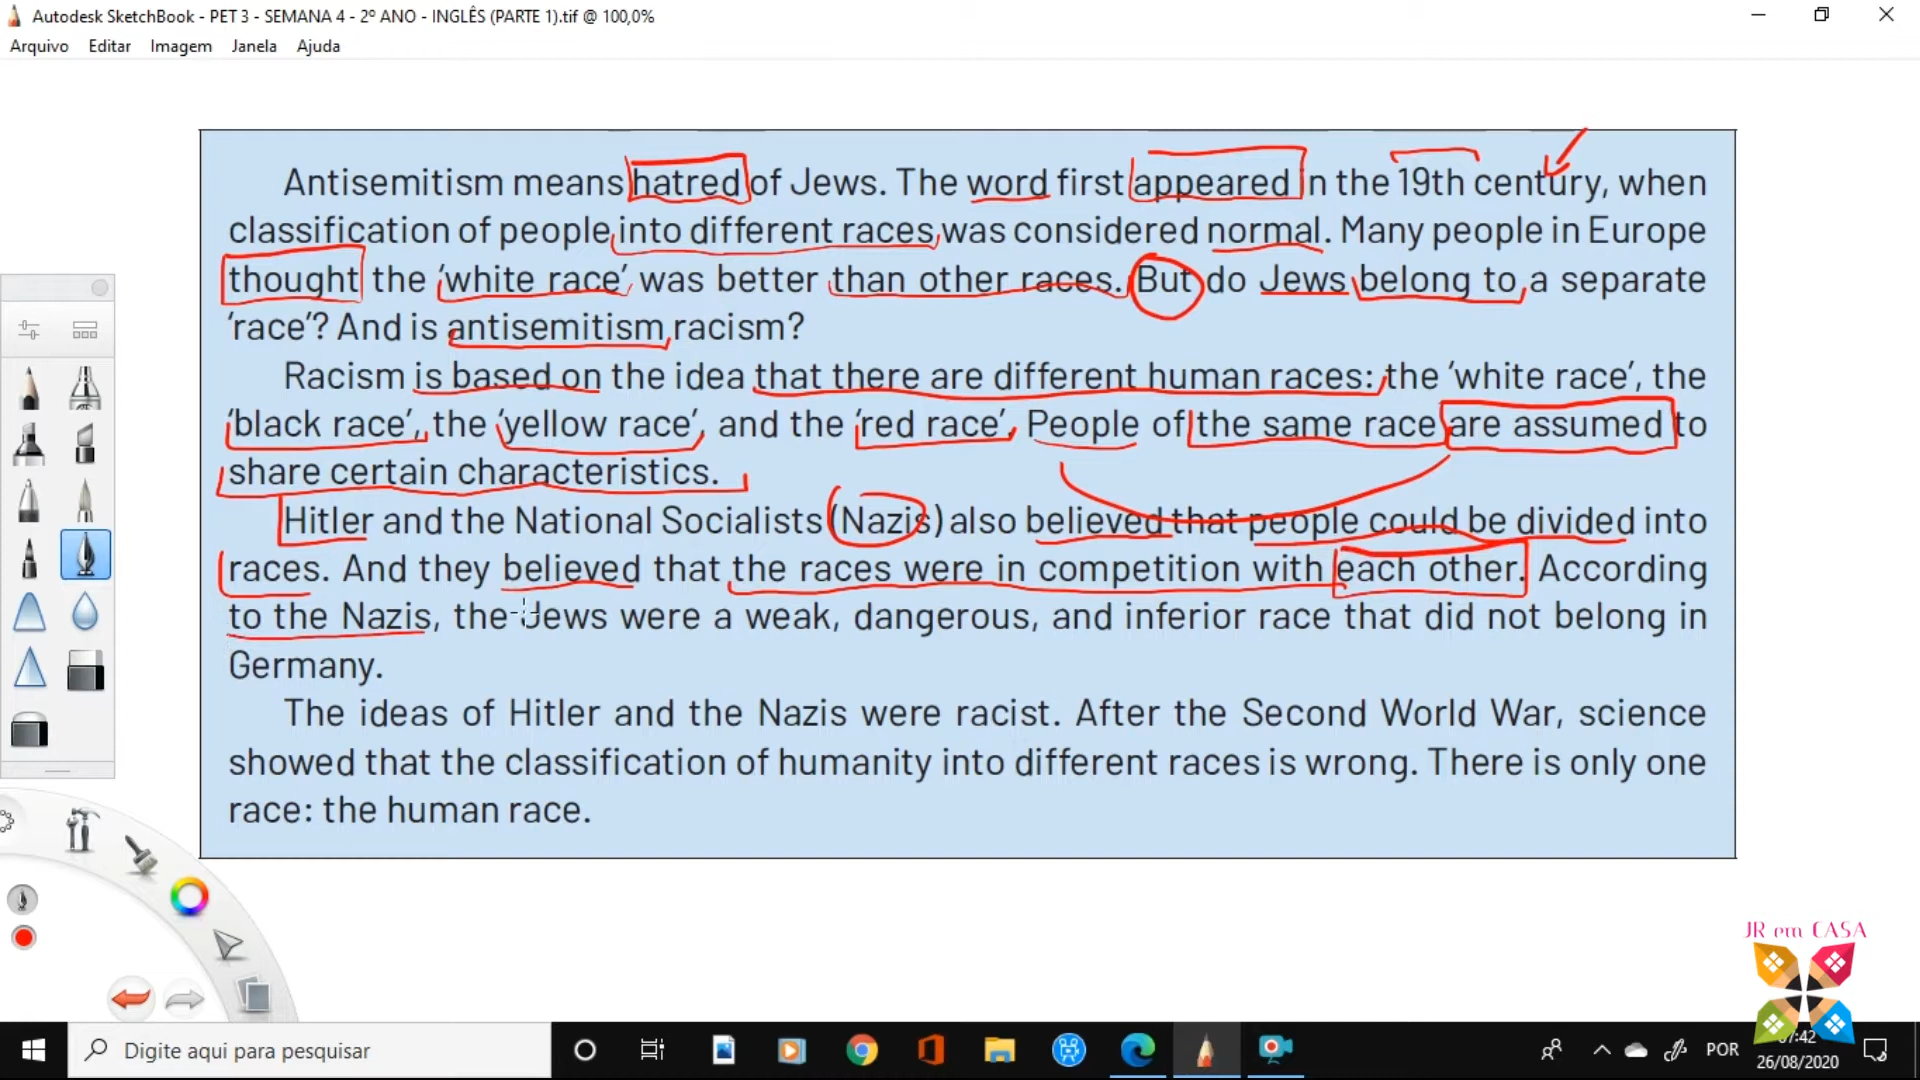 Autodesk SketchBook - PET 3 - SEMANA 4 - 2º ANO - INGLÊS (PARTE 1).tif @ 100,0%
Arquivo Editar Imagem Janela Ajuda
Antisemitism means hatred of Jews. The word first appeared in the 19th century, when
classification of people into different races was considered normal. Many people in Europe
thought the ‘white race’ was better than other races. But do Jews belong to a separate
‘race’? And is antisemitism racism?
Racism is based on the idea that there are different human races: the ‘white race’, the
‘black race’, the ‘yellow race’, and the ‘red race’. People of the same race are assumed to
share certain characteristics.
Hitler and the National Socialists (Nazis) also believed that people could be divided into
races. And they believed that the races were in competition with each other. According
to the Nazis, the Jews were a weak, dangerous, and inferior race that did not belong in
Germany.
The ideas of Hitler and the Nazis were racist. After the Second World War, science
showed that the classification of humanity into different races is wrong. There is only one
race: the human race.
JR em CASA
Digite aqui para pesquisar
POR
07:42
26/08/2020